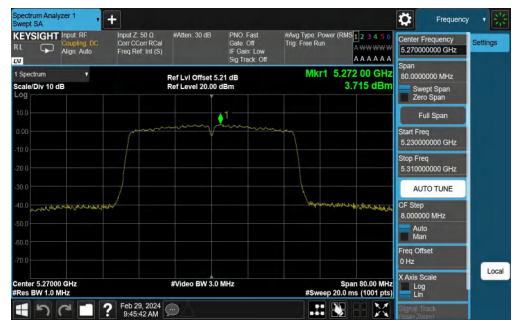 Spectrum Analyzer 1
Swept SA
Frequency
KEYSIGHT
Input: RF
Coupling: DC
Align: Auto
Input Z: 50 Ω
Corr CCorr RCal
Freq Ref: Int (S)
#Atten: 30 dB
PNO: Fast
Gate: Off
IF Gain: Low
Sig Track: Off
#Avg Type: Power (RMS)
Trig: Free Run
1 2 3 4 5 6
A W W W W W
A A A A A A
RL
LV
1 Spectrum
Scale/Div 10 dB
Log
Ref Lvl Offset 5.21 dB
Ref Level 20.00 dBm
Mkr1 5.272 00 GHz
3.715 dBm
1
10.0
0.00
-10.0
-20.0
-30.0
-40.0
-50.0
-60.0
-70.0
Center 5.27000 GHz
#Res BW 1.0 MHz
#Video BW 3.0 MHz
Span 80.00 MHz
#Sweep 20.0 ms (1001 pts)
Feb 29, 2024
9:45:42 AM
Center Frequency
5.270000000 GHz
Settings
Span
80.0000000 MHz
Swept Span
Zero Span
Full Span
Start Freq
5.230000000 GHz
Stop Freq
5.310000000 GHz
AUTO TUNE
CF Step
8.000000 MHz
Auto
Man
Freq Offset
0 Hz
X Axis Scale
Log
Lin
Local
Signal Track